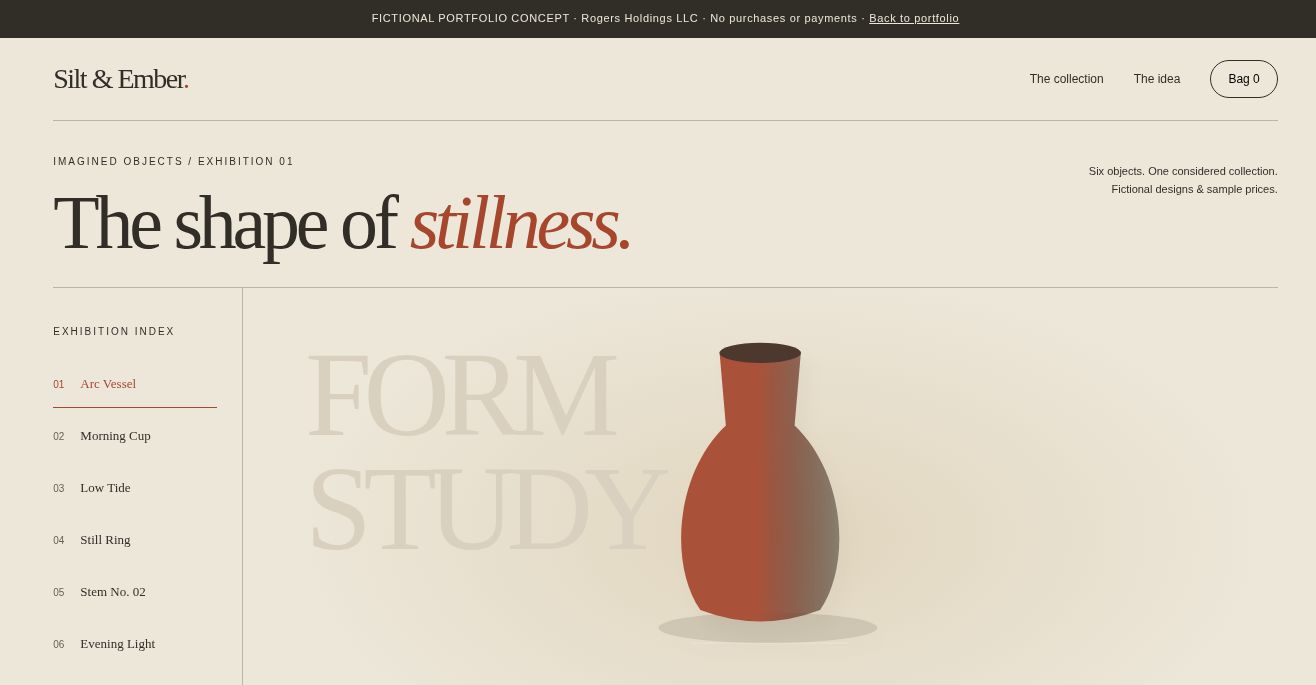 FICTIONAL PORTFOLIO CONCEPT · Rogers Holdings LLC · No purchases or payments · Back to portfolio
Silt & Ember.
The collection
The idea
Bag 0
IMAGINED OBJECTS / EXHIBITION 01
The shape of stillness.
Six objects. One considered collection.
Fictional designs & sample prices.
EXHIBITION INDEX
01 Arc Vessel
02 Morning Cup
03 Low Tide
04 Still Ring
05 Stem No. 02
06 Evening Light
FORM
STUDY